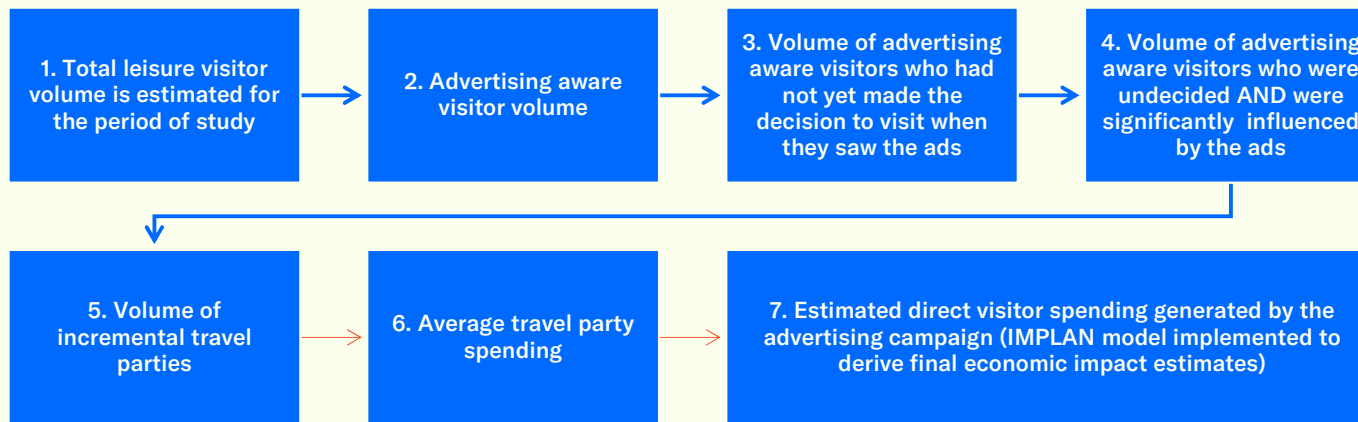 1. Total leisure visitor
volume is estimated for
the period of study
2. Advertising aware
visitor volume
3. Volume of advertising
aware visitors who had
not yet made the
decision to visit when
they saw the ads
4. Volume of advertising
aware visitors who were
undecided AND were
significantly influenced
by the ads
5. Volume of
incremental travel
parties
6. Average travel party
spending
7. Estimated direct visitor spending generated by the
advertising campaign (IMPLAN model implemented to
derive final economic impact estimates)